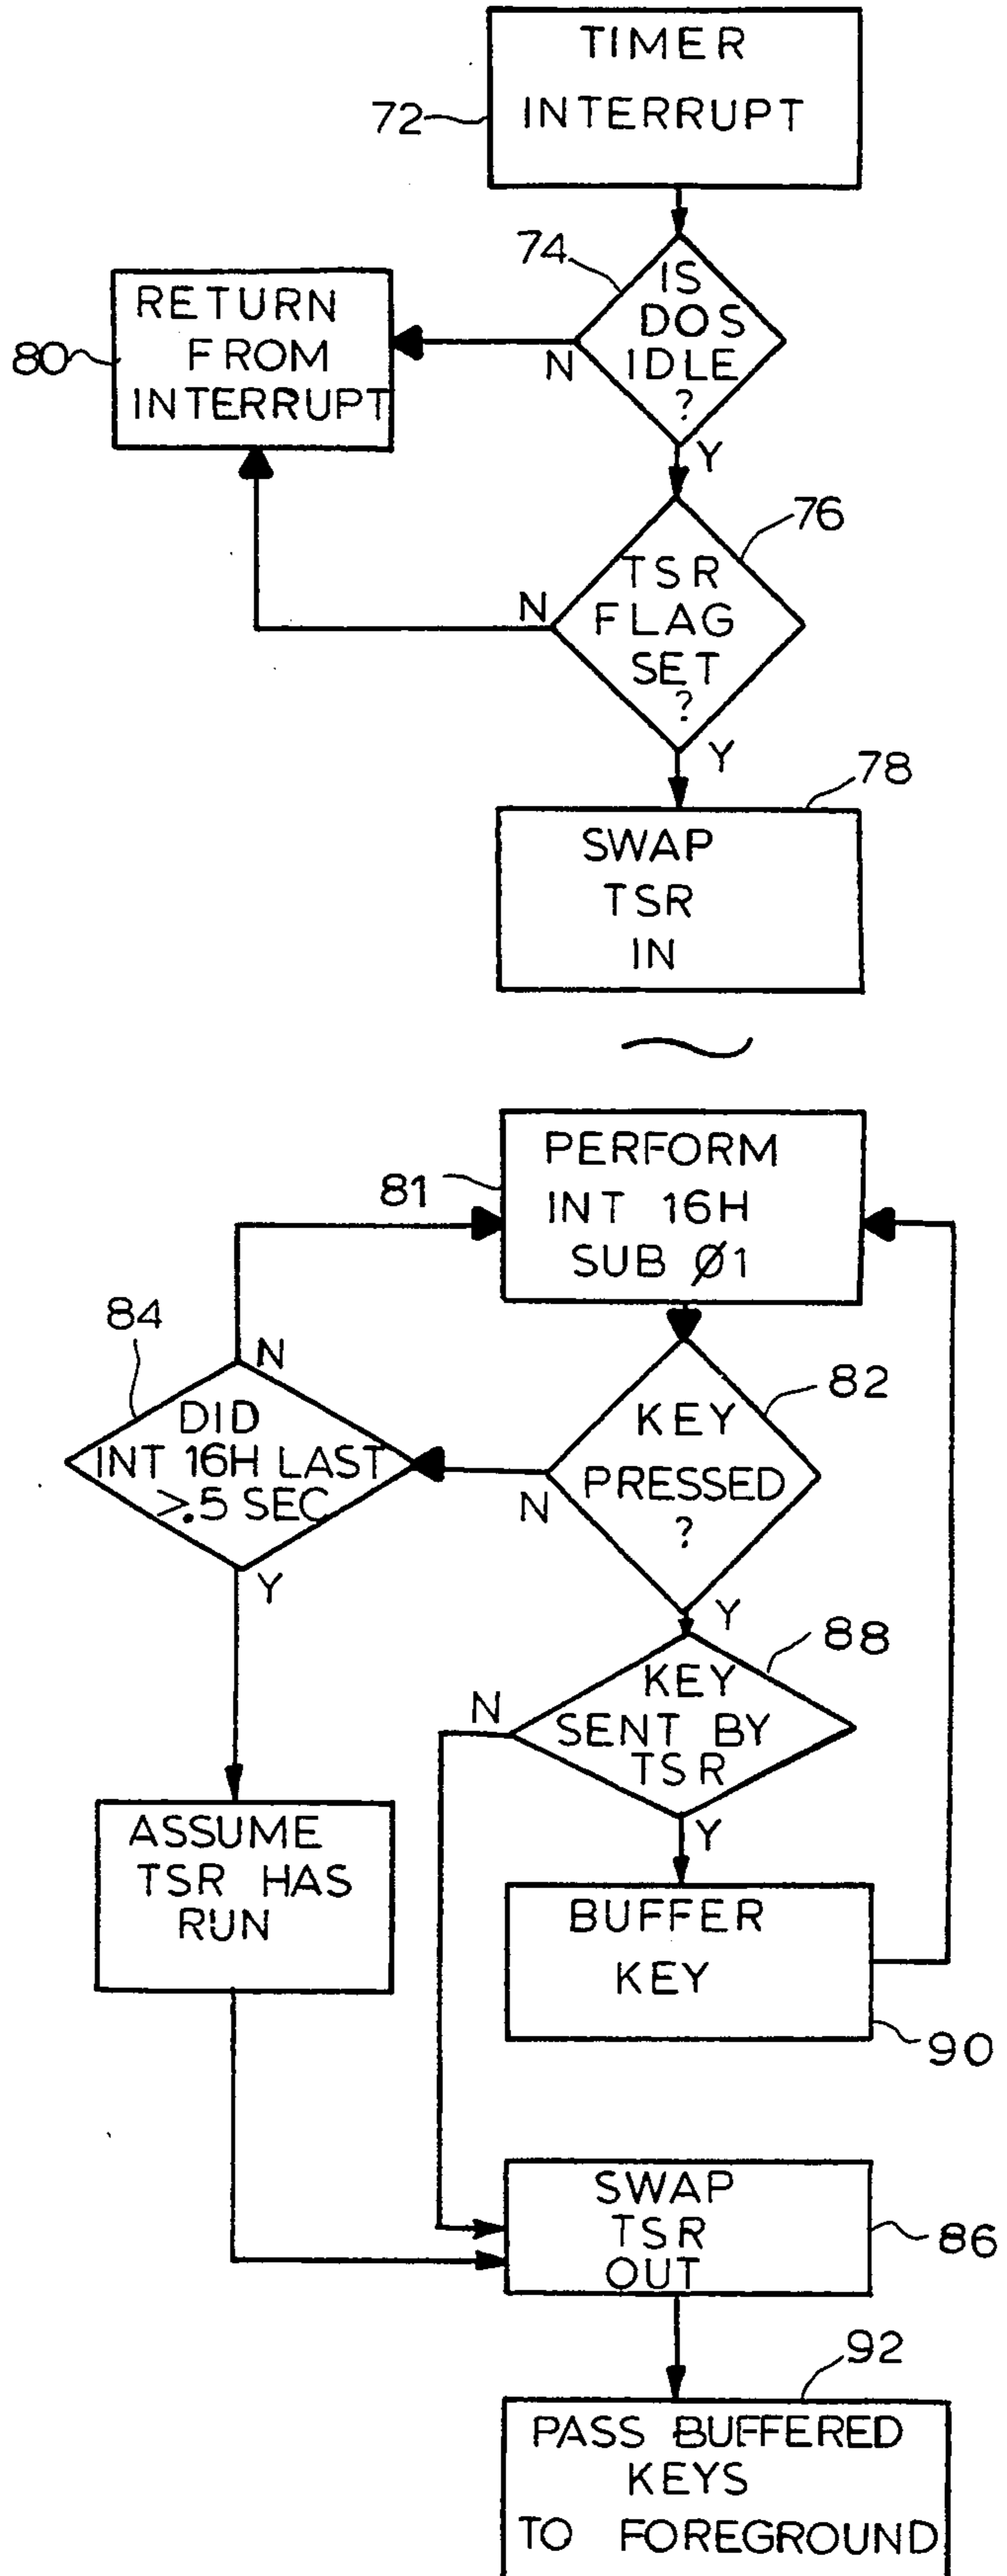 TIMER
INTERRUPT
72
74
IS
DOS
IDLE
?
N
Y
RETURN
FROM
INTERRUPT
80
76
TSR
FLAG
SET
?
N
Y
78
SWAP
TSR
IN
81
PERFORM
INT 16H
SUB Ø1
84
N
DID
INT 16H LAST
>.5 SEC
Y
82
KEY
PRESSED
?
N
Y
88
KEY
SENT BY
TSR
N
Y
ASSUME
TSR HAS
RUN
BUFFER
KEY
90
SWAP
TSR
OUT
86
92
PASS BUFFERED
KEYS
TO FOREGROUND